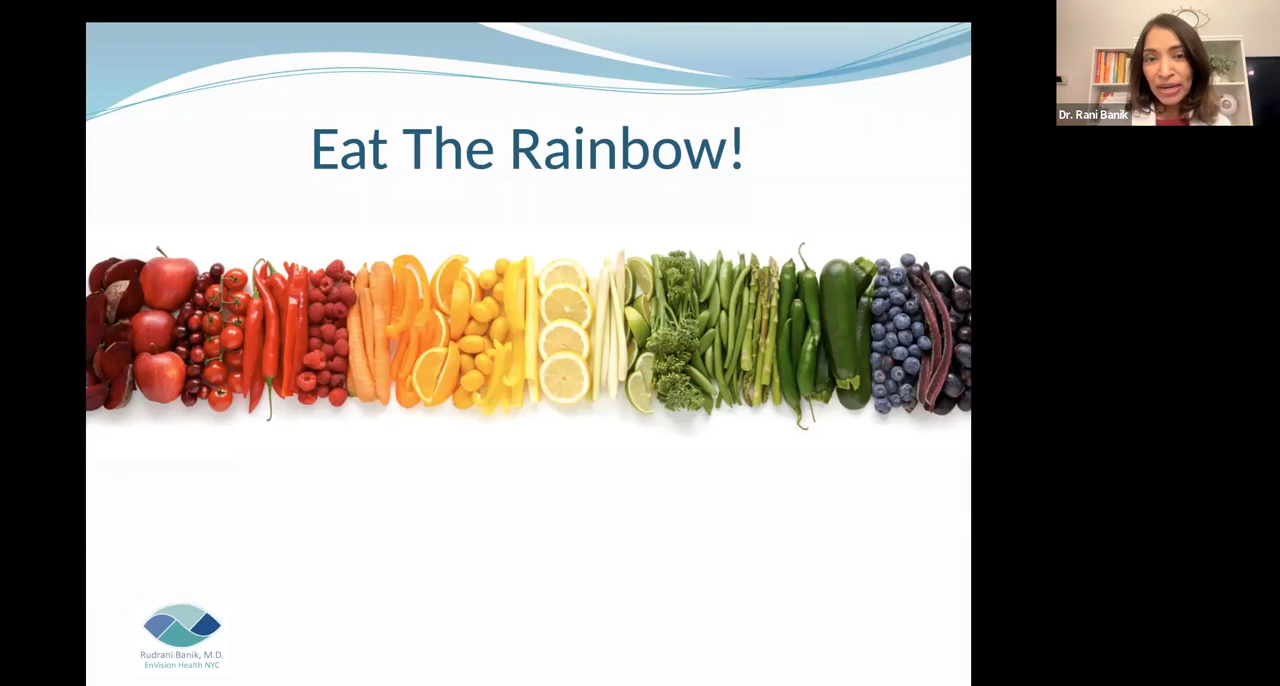 Eat The Rainbow!
Dr. Rani Banik
Rudrani Banik, M.D.
EnVision Health NYC